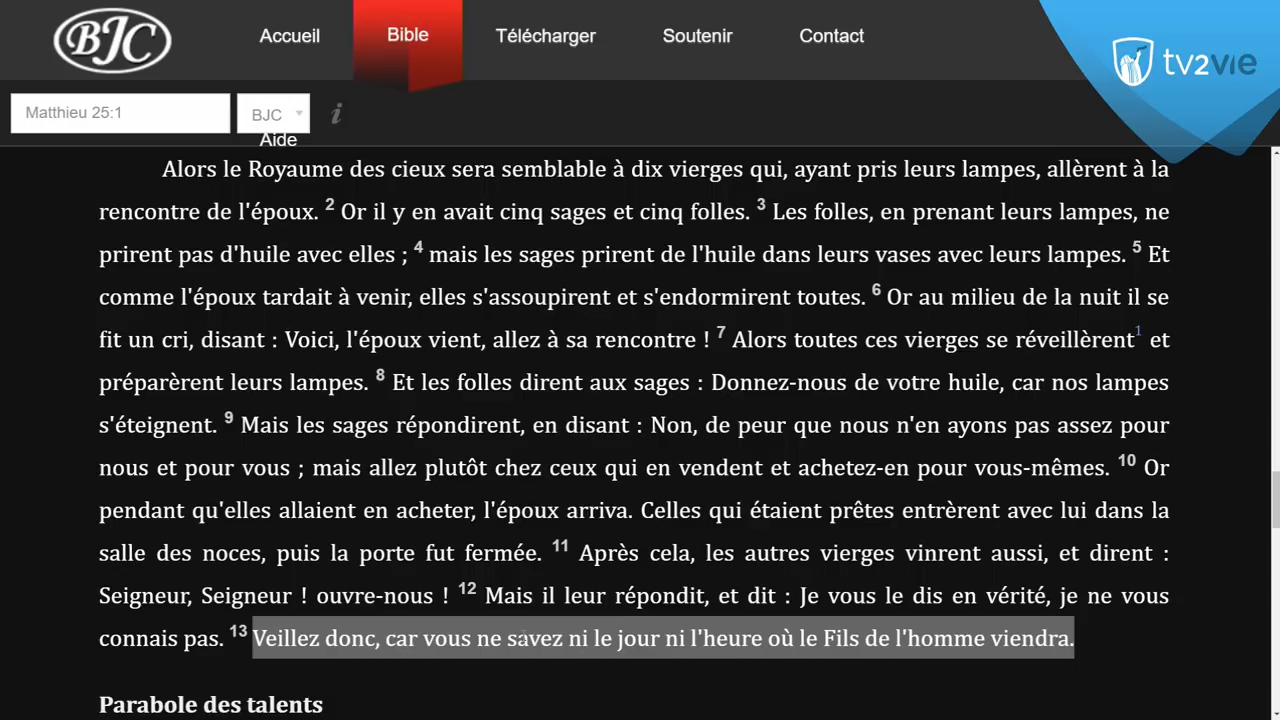 BJC
Accueil
Bible
Télécharger
Soutenir
Contact
tv2vie
Matthieu 25:1
BJC
i
Aide
Alors le Royaume des cieux sera semblable à dix vierges qui, ayant pris leurs lampes, allèrent à la
rencontre de l'époux. 2 Or il y en avait cinq sages et cinq folles. 3 Les folles, en prenant leurs lampes, ne
prirent pas d'huile avec elles ; 4 mais les sages prirent de l'huile dans leurs vases avec leurs lampes. 5 Et
comme l'époux tardait à venir, elles s'assoupirent et s'endormirent toutes. 6 Or au milieu de la nuit il se
fit un cri, disant : Voici, l'époux vient, allez à sa rencontre ! 7 Alors toutes ces vierges se réveillèrent1 et
préparèrent leurs lampes. 8 Et les folles dirent aux sages : Donnez-nous de votre huile, car nos lampes
s'éteignent. 9 Mais les sages répondirent, en disant : Non, de peur que nous n'en ayons pas assez pour
nous et pour vous ; mais allez plutôt chez ceux qui en vendent et achetez-en pour vous-mêmes. 10 Or
pendant qu'elles allaient en acheter, l'époux arriva. Celles qui étaient prêtes entrèrent avec lui dans la
salle des noces, puis la porte fut fermée. 11 Après cela, les autres vierges vinrent aussi, et dirent :
Seigneur, Seigneur ! ouvre-nous ! 12 Mais il leur répondit, et dit : Je vous le dis en vérité, je ne vous
connais pas. 13 Veillez donc, car vous ne savez ni le jour ni l'heure où le Fils de l'homme viendra.
Parabole des talents